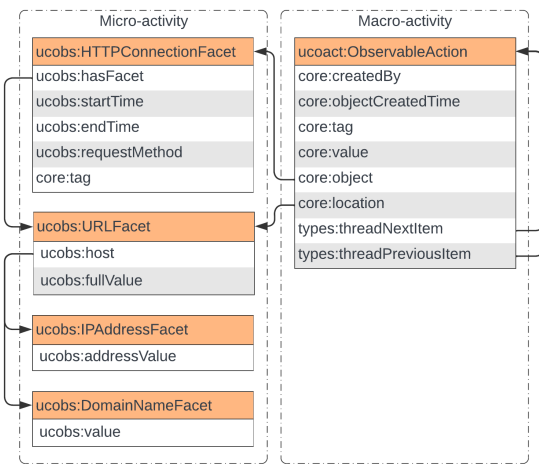 Micro-activity
ucobs:HTTPConnectionFacet
ucobs:hasFacet
ucobs:startTime
ucobs:endTime
ucobs:requestMethod
core:tag
ucobs:URLFacet
ucobs:host
ucobs:fullValue
ucobs:IPAddressFacet
ucobs:addressValue
ucobs:DomainNameFacet
ucobs:value
Macro-activity
ucoact:ObservableAction
core:createdBy
core:objectCreatedTime
core:tag
core:value
core:object
core:location
types:threadNextItem
types:threadPreviousItem